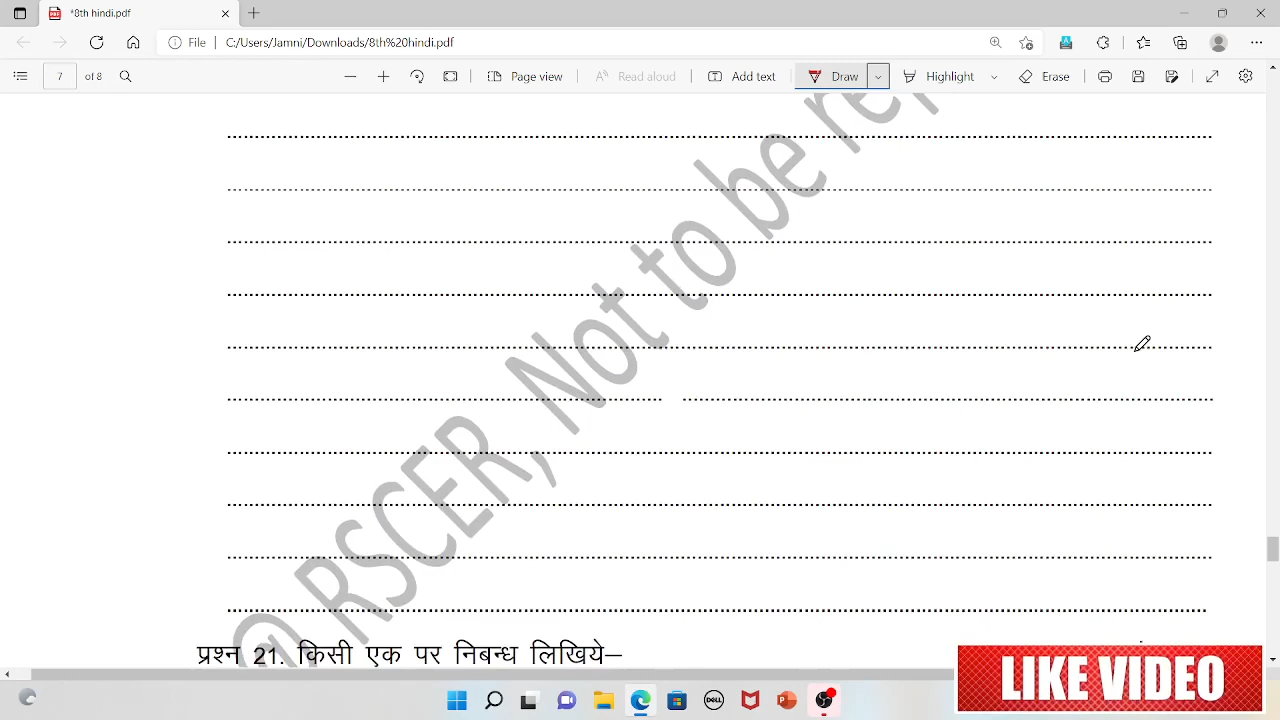 *8th hindi.pdf
File | C:/Users/Jamni/Downloads/8th%20hindi.pdf
7 of 8 Page view Read aloud Add text Draw Highlight Erase
@ RSCER, Not to be rep
प्रश्न 21. किसी एक पर निबन्ध लिखिये–
LIKE VIDEO